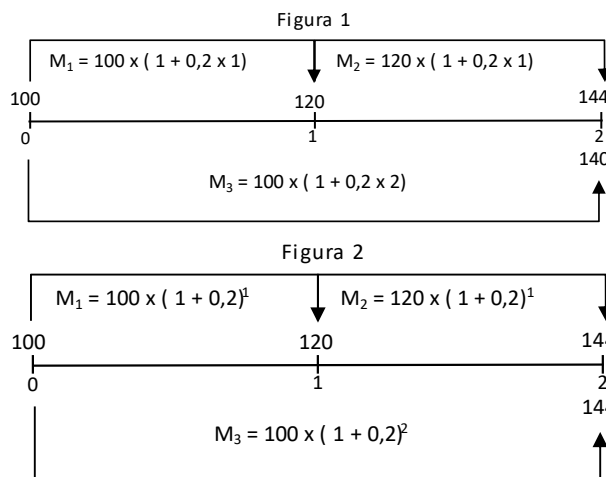 Figura 1
M₁ = 100 x ( 1 + 0,2 x 1) M₂ = 120 x ( 1 + 0,2 x 1)
100 120 144
0 1 2
140
M₃ = 100 x ( 1 + 0,2 x 2)
Figura 2
M₁ = 100 x ( 1 + 0,2)¹ M₂ = 120 x ( 1 + 0,2)¹
100 120 144
0 1 2
144
M₃ = 100 x ( 1 + 0,2)²